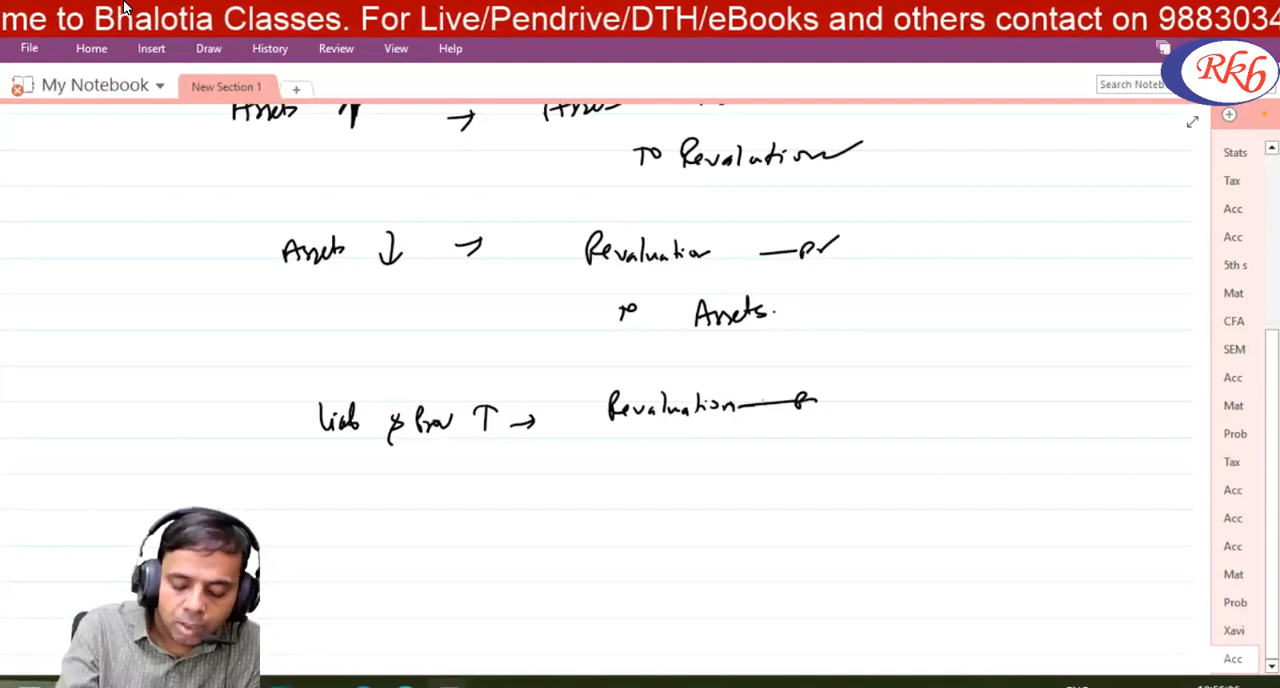 me to Bhalotia Classes. For Live/Pendrive/DTH/eBooks and others contact on 9883034
File Home Insert Draw History Review View Help
Rkb
My Notebook New Section 1 +
Search Noteb
Assets ↑ →
To Revaluation
Assets ↓ → Revaluation
To Assets.
Liab & Prov ↑ → Revaluation
Stats
Tax
Acc
Acc
5th s
Mat
CFA
SEM
Acc
Mat
Prob
Tax
Acc
Acc
Acc
Mat
Prob
Xavi
Acc